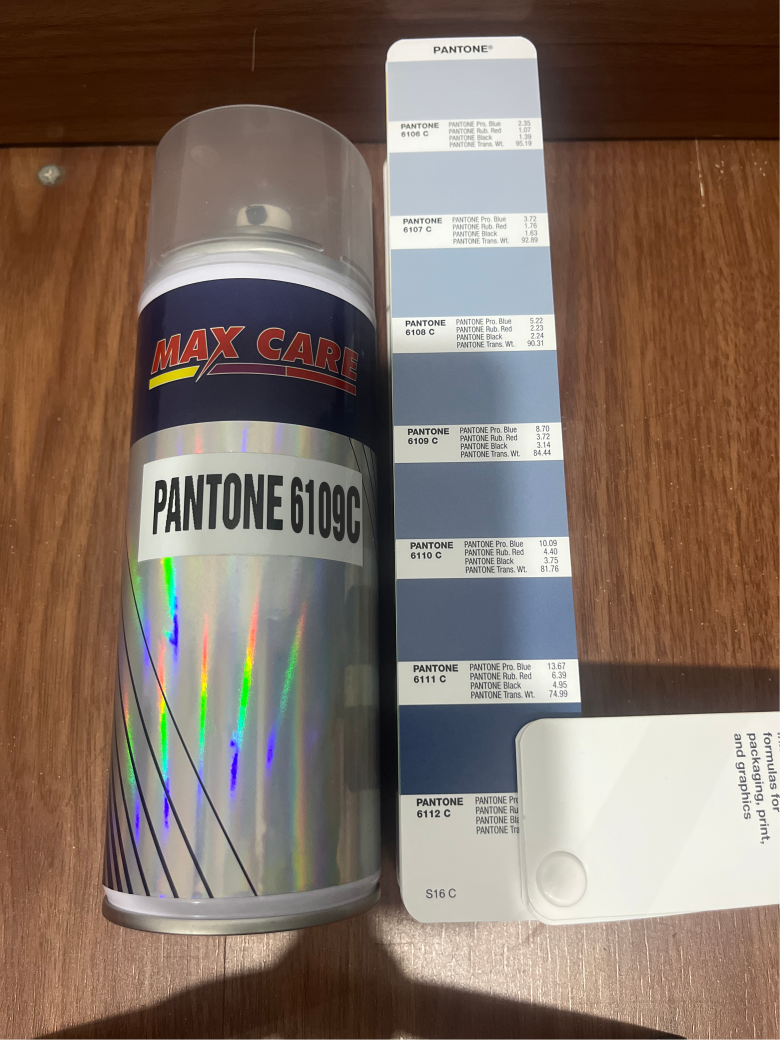 MAX CARE
PANTONE 6109C
PANTONE®
PANTONE 6106 C
PANTONE Pro. Blue 2.35
PANTONE Rub. Red 1.07
PANTONE Black 1.39
PANTONE Trans. Wt. 95.19
PANTONE 6107 C
PANTONE Pro. Blue 3.72
PANTONE Rub. Red 1.76
PANTONE Black 1.63
PANTONE Trans. Wt. 92.89
PANTONE 6108 C
PANTONE Pro. Blue 5.22
PANTONE Rub. Red 2.23
PANTONE Black 2.24
PANTONE Trans. Wt. 90.31
PANTONE 6109 C
PANTONE Pro. Blue 8.70
PANTONE Rub. Red 3.72
PANTONE Black 3.14
PANTONE Trans. Wt. 84.44
PANTONE 6110 C
PANTONE Pro. Blue 10.09
PANTONE Rub. Red 4.40
PANTONE Black 3.75
PANTONE Trans. Wt. 81.76
PANTONE 6111 C
PANTONE Pro. Blue 13.67
PANTONE Rub. Red 6.39
PANTONE Black 4.95
PANTONE Trans. Wt. 74.99
PANTONE 6112 C
PANTONE
PANTONE
PANTONE
PANTONE
S16 C
formulas for
packaging, print,
and graphics